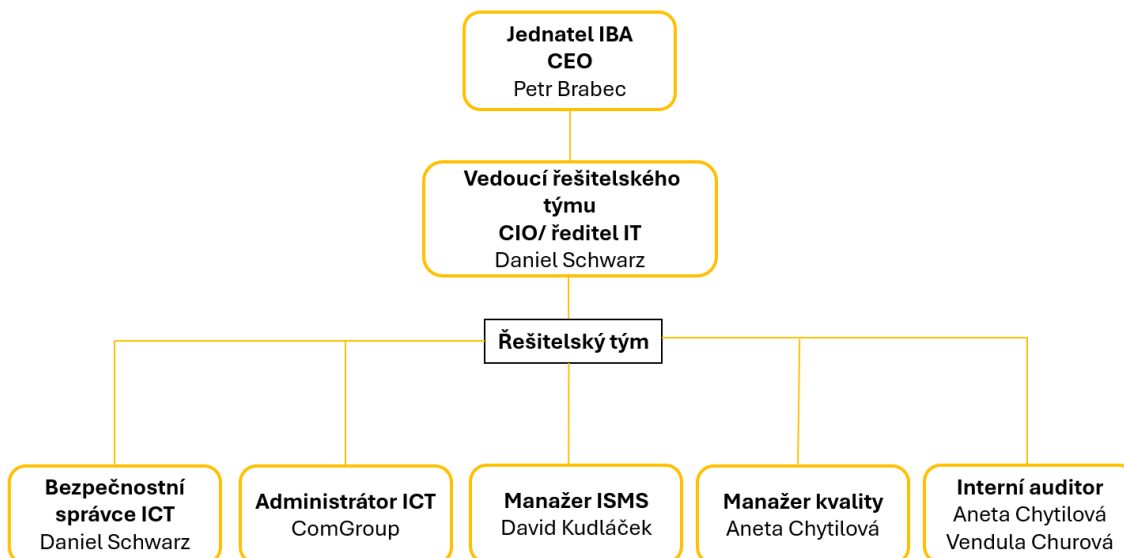 Jednatel IBA
CEO
Petr Brabec
Vedoucí řešitelského
týmu
CIO/ ředitel IT
Daniel Schwarz
Řešitelský tým
Bezpečnostní
správce ICT
Daniel Schwarz
Administrátor ICT
ComGroup
Manažer ISMS
David Kudláček
Manažer kvality
Aneta Chytilová
Interní auditor
Aneta Chytilová
Vendula Churová